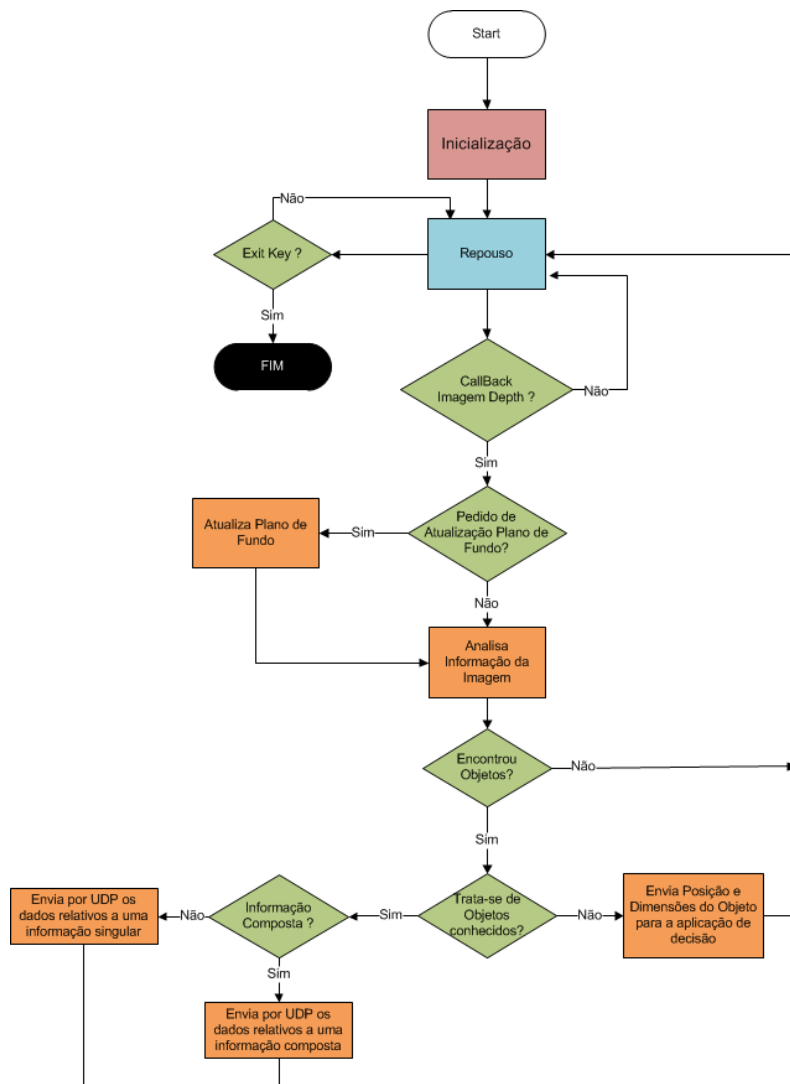 Start
Inicialização
Não
Exit Key ?
Repouso
Sim
FIM
CallBack
Imagem Depth ?
Não
Sim
Atualiza Plano de
Fundo
Sim
Pedido de
Atualização Plano de
Fundo?
Não
Analisa
Informação da
Imagem
Encontrou
Objetos?
Não
Sim
Envia por UDP os
dados relativos a uma
informação singular
Não
Informação
Composta ?
Sim
Trata-se de
Objetos
conhecidos?
Não
Envia Posição e
Dimensões do Objeto
para a aplicação de
decisão
Sim
Envia por UDP os
dados relativos a uma
informação composta